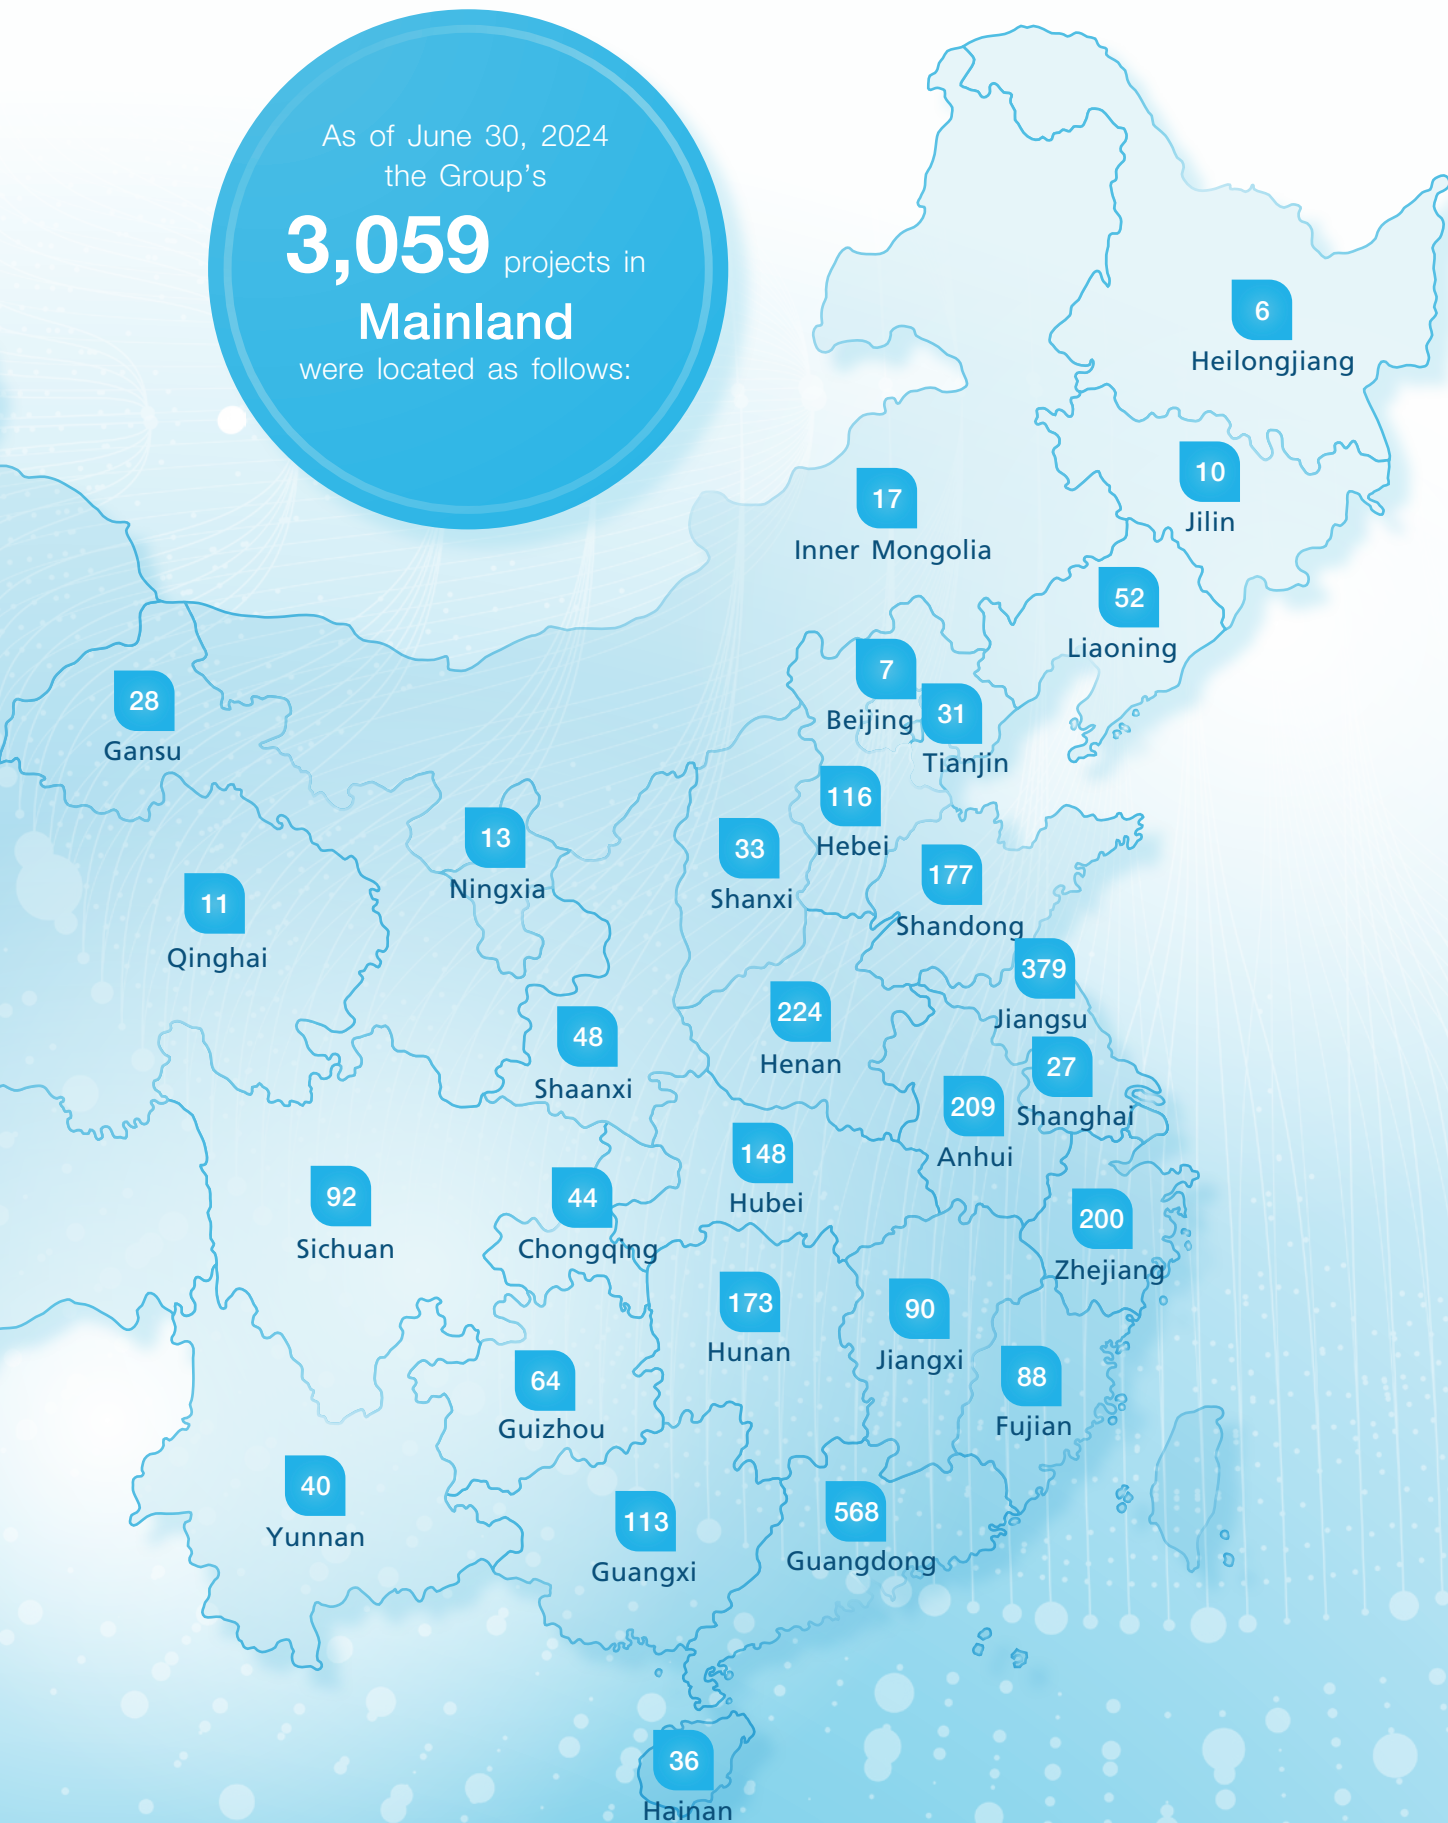 As of June 30, 2024
the Group's
3,059 projects in
Mainland
were located as follows:
6
Heilongjiang
10
Jilin
17
Inner Mongolia
52
Liaoning
7
Beijing
31
Tianjin
28
Gansu
116
Hebei
13
Ningxia
33
Shanxi
177
Shandong
11
Qinghai
379
Jiangsu
224
Henan
48
Shaanxi
27
Shanghai
209
Anhui
148
Hubei
92
Sichuan
44
Chongqing
200
Zhejiang
173
Hunan
90
Jiangxi
88
Fujian
64
Guizhou
40
Yunnan
113
Guangxi
568
Guangdong
36
Hainan